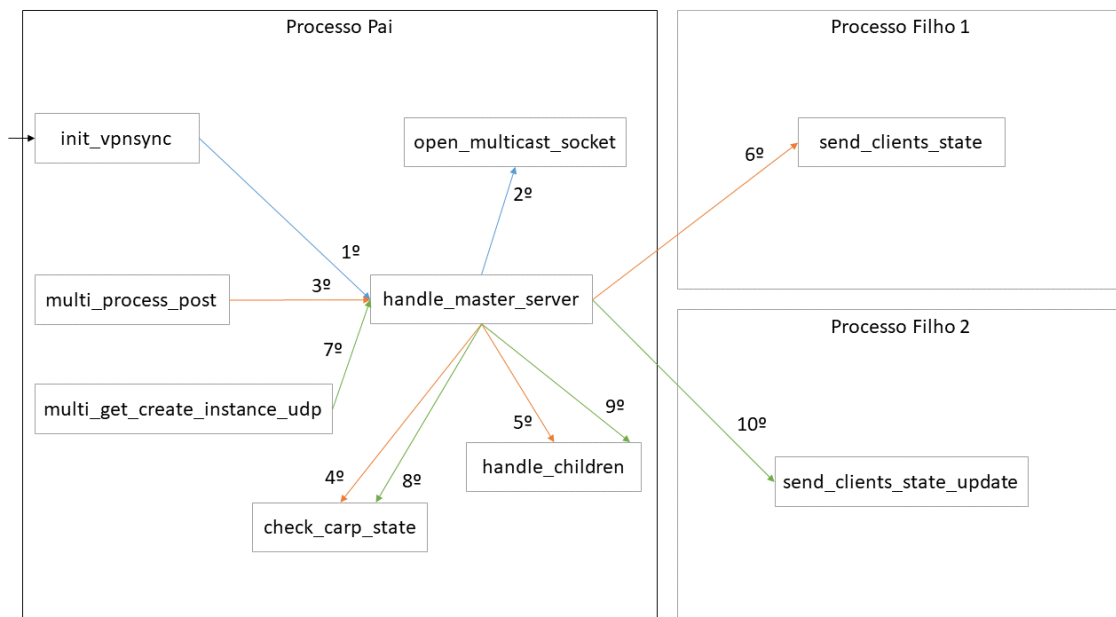 Processo Pai
Processo Filho 1
init_vpnsync
open_multicast_socket
send_clients_state
6º
2º
1º
multi_process_post
3º
handle_master_server
Processo Filho 2
7º
multi_get_create_instance_udp
9º
5º
10º
handle_children
4º
8º
send_clients_state_update
check_carp_state